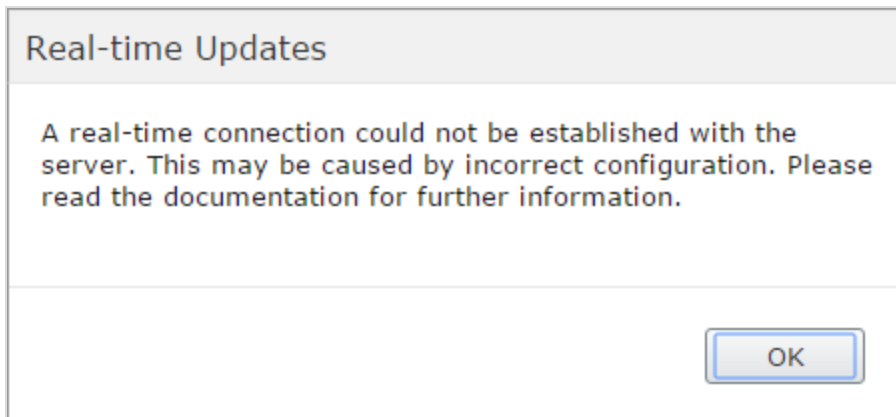 Real-time Updates
A real-time connection could not be established with the
server. This may be caused by incorrect configuration. Please
read the documentation for further information.
OK